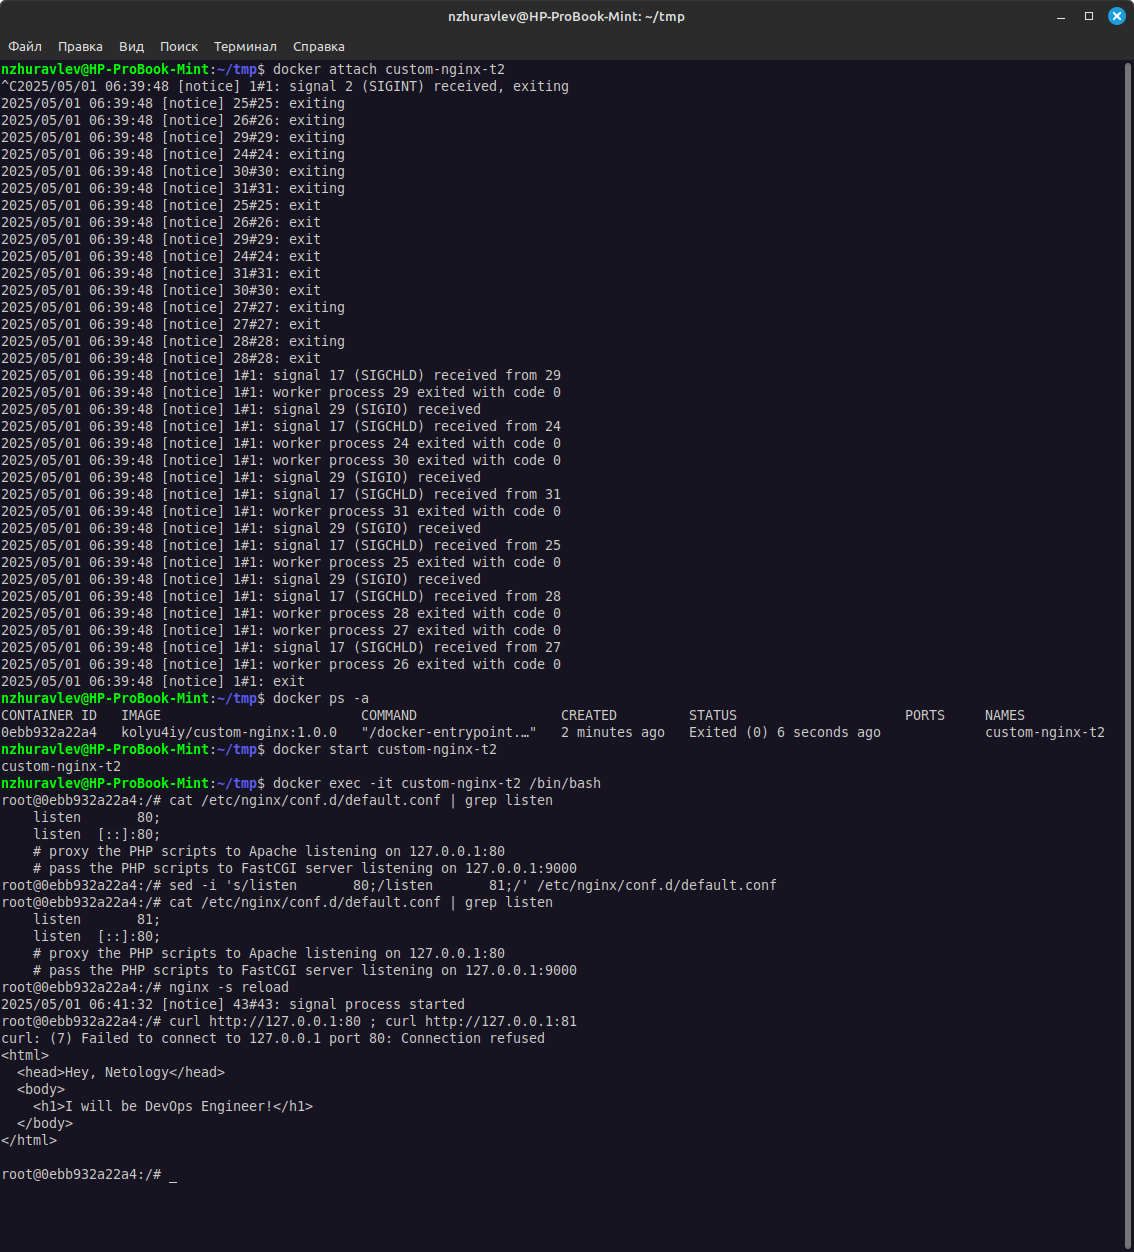 nzhuravlev@HP-ProBook-Mint: ~/tmp
Файл Правка Вид Поиск Терминал Справка
nzhuravlev@HP-ProBook-Mint:~/tmp$ docker attach custom-nginx-t2
^C2025/05/01 06:39:48 [notice] 1#1: signal 2 (SIGINT) received, exiting
2025/05/01 06:39:48 [notice] 25#25: exiting
2025/05/01 06:39:48 [notice] 26#26: exiting
2025/05/01 06:39:48 [notice] 29#29: exiting
2025/05/01 06:39:48 [notice] 24#24: exiting
2025/05/01 06:39:48 [notice] 30#30: exiting
2025/05/01 06:39:48 [notice] 31#31: exiting
2025/05/01 06:39:48 [notice] 25#25: exit
2025/05/01 06:39:48 [notice] 26#26: exit
2025/05/01 06:39:48 [notice] 29#29: exit
2025/05/01 06:39:48 [notice] 24#24: exit
2025/05/01 06:39:48 [notice] 31#31: exit
2025/05/01 06:39:48 [notice] 30#30: exit
2025/05/01 06:39:48 [notice] 27#27: exiting
2025/05/01 06:39:48 [notice] 27#27: exit
2025/05/01 06:39:48 [notice] 28#28: exiting
2025/05/01 06:39:48 [notice] 28#28: exit
2025/05/01 06:39:48 [notice] 1#1: signal 17 (SIGCHLD) received from 29
2025/05/01 06:39:48 [notice] 1#1: worker process 29 exited with code 0
2025/05/01 06:39:48 [notice] 1#1: signal 29 (SIGIO) received
2025/05/01 06:39:48 [notice] 1#1: signal 17 (SIGCHLD) received from 24
2025/05/01 06:39:48 [notice] 1#1: worker process 24 exited with code 0
2025/05/01 06:39:48 [notice] 1#1: worker process 30 exited with code 0
2025/05/01 06:39:48 [notice] 1#1: signal 29 (SIGIO) received
2025/05/01 06:39:48 [notice] 1#1: signal 17 (SIGCHLD) received from 31
2025/05/01 06:39:48 [notice] 1#1: worker process 31 exited with code 0
2025/05/01 06:39:48 [notice] 1#1: signal 29 (SIGIO) received
2025/05/01 06:39:48 [notice] 1#1: signal 17 (SIGCHLD) received from 25
2025/05/01 06:39:48 [notice] 1#1: worker process 25 exited with code 0
2025/05/01 06:39:48 [notice] 1#1: signal 29 (SIGIO) received
2025/05/01 06:39:48 [notice] 1#1: signal 17 (SIGCHLD) received from 28
2025/05/01 06:39:48 [notice] 1#1: worker process 28 exited with code 0
2025/05/01 06:39:48 [notice] 1#1: worker process 27 exited with code 0
2025/05/01 06:39:48 [notice] 1#1: signal 17 (SIGCHLD) received from 27
2025/05/01 06:39:48 [notice] 1#1: worker process 26 exited with code 0
2025/05/01 06:39:48 [notice] 1#1: exit
nzhuravlev@HP-ProBook-Mint:~/tmp$ docker ps -a
CONTAINER ID   IMAGE                         COMMAND                  CREATED         STATUS                     PORTS     NAMES
0ebb932a22a4   kolyu4iy/custom-nginx:1.0.0   "/docker-entrypoint.…"   2 minutes ago   Exited (0) 6 seconds ago             custom-nginx-t2
nzhuravlev@HP-ProBook-Mint:~/tmp$ docker start custom-nginx-t2
custom-nginx-t2
nzhuravlev@HP-ProBook-Mint:~/tmp$ docker exec -it custom-nginx-t2 /bin/bash
root@0ebb932a22a4:/# cat /etc/nginx/conf.d/default.conf | grep listen
    listen       80;
    listen  [::]:80;
    # proxy the PHP scripts to Apache listening on 127.0.0.1:80
    # pass the PHP scripts to FastCGI server listening on 127.0.0.1:9000
root@0ebb932a22a4:/# sed -i 's/listen       80;/listen       81;/' /etc/nginx/conf.d/default.conf
root@0ebb932a22a4:/# cat /etc/nginx/conf.d/default.conf | grep listen
    listen       81;
    listen  [::]:80;
    # proxy the PHP scripts to Apache listening on 127.0.0.1:80
    # pass the PHP scripts to FastCGI server listening on 127.0.0.1:9000
root@0ebb932a22a4:/# nginx -s reload
2025/05/01 06:41:32 [notice] 43#43: signal process started
root@0ebb932a22a4:/# curl http://127.0.0.1:80 ; curl http://127.0.0.1:81
curl: (7) Failed to connect to 127.0.0.1 port 80: Connection refused
<html>
  <head>Hey, Netology</head>
  <body>
    <h1>I will be DevOps Engineer!</h1>
  </body>
</html>
root@0ebb932a22a4:/# _